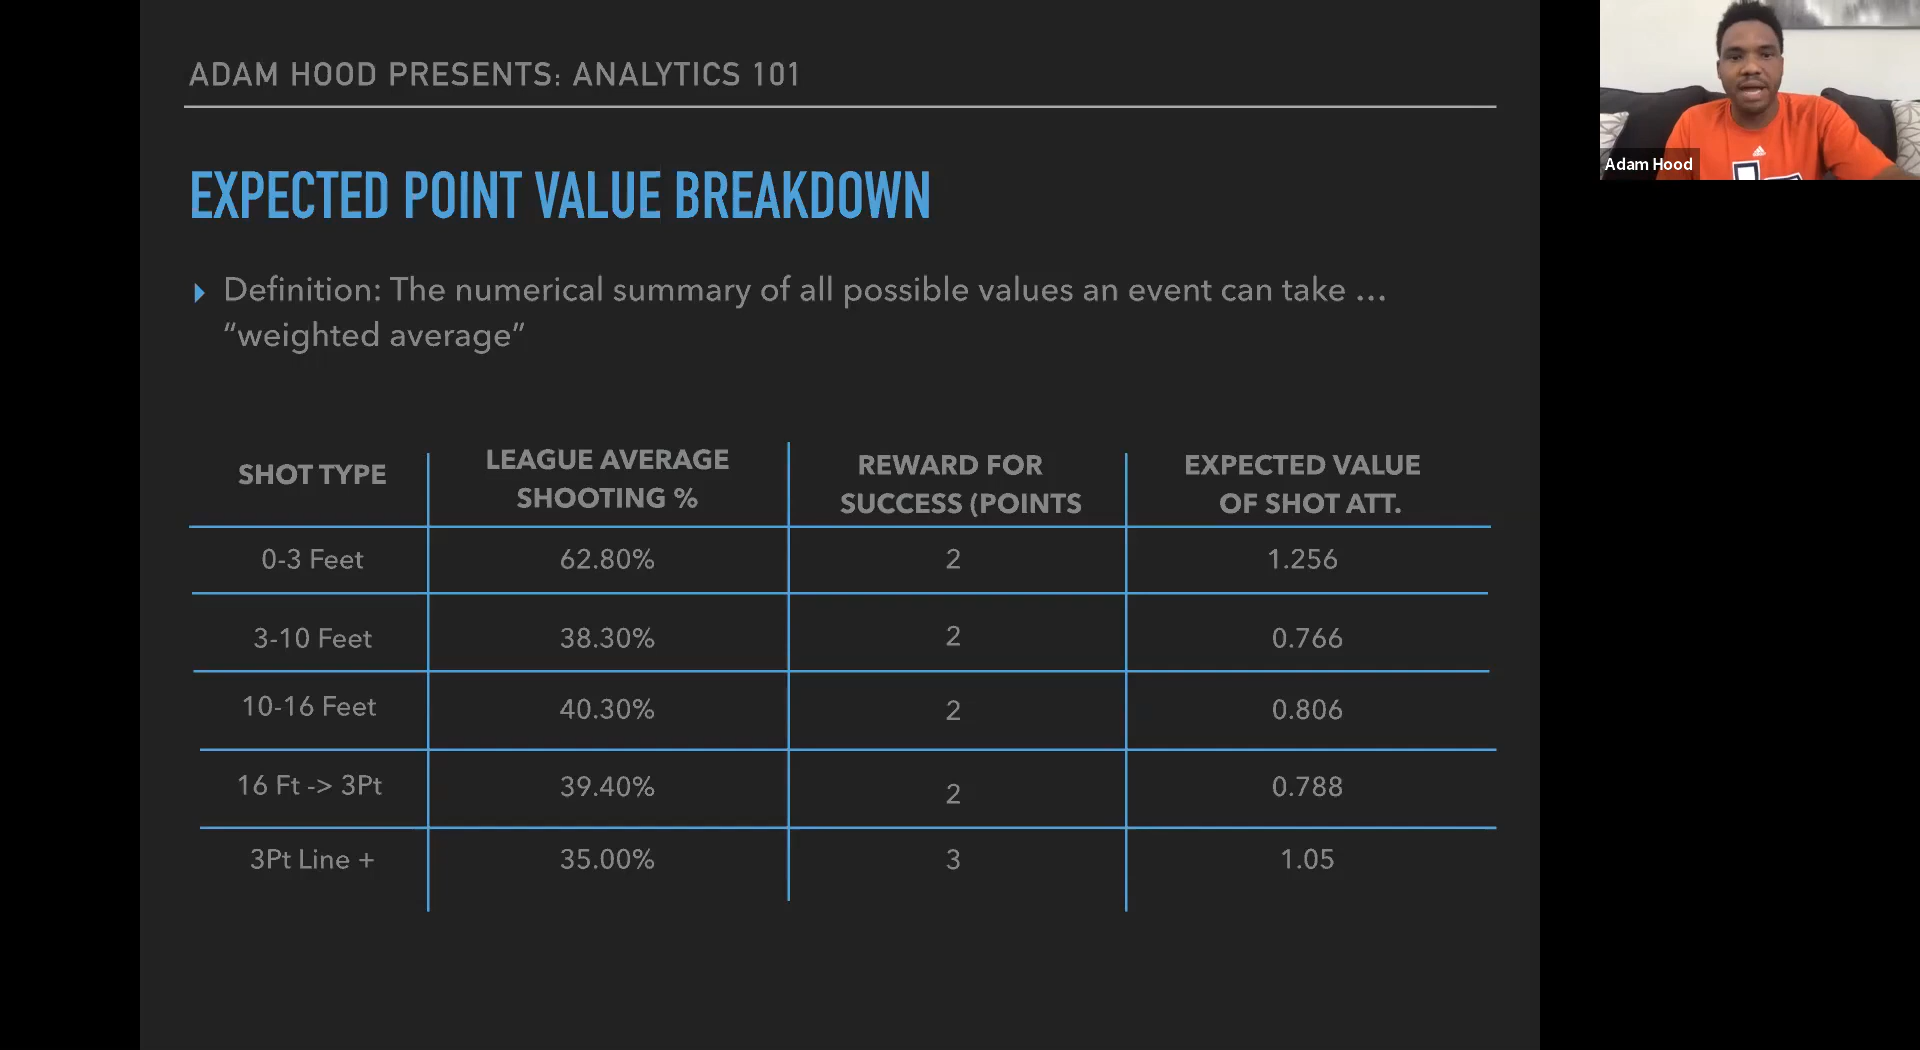 ADAM HOOD PRESENTS: ANALYTICS 101
EXPECTED POINT VALUE BREAKDOWN
Definition: The numerical summary of all possible values an event can take …
“weighted average”
SHOT TYPE
LEAGUE AVERAGE
SHOOTING %
REWARD FOR
SUCCESS (POINTS
EXPECTED VALUE
OF SHOT ATT.
0-3 Feet 62.80% 2 1.256
3-10 Feet 38.30% 2 0.766
10-16 Feet 40.30% 2 0.806
16 Ft -> 3Pt 39.40% 2 0.788
3Pt Line + 35.00% 3 1.05
Adam Hood